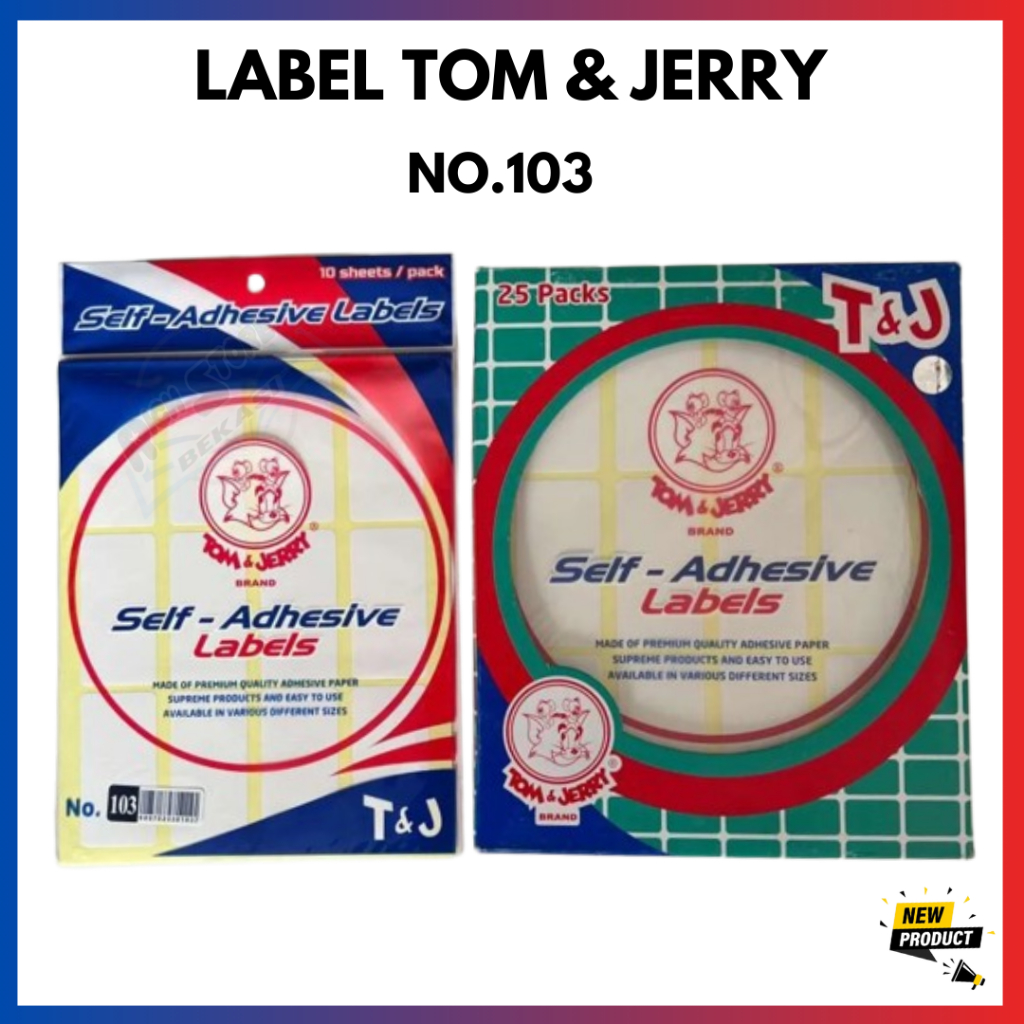 LABEL TOM & JERRY
NO.103
10 sheets / pack
Self - Adhesive Labels
TOM & JERRY
®
BRAND
Self - Adhesive
Labels
MADE OF PREMIUM QUALITY ADHESIVE PAPER
SUPREME PRODUCTS AND EASY TO USE
AVAILABLE IN VARIOUS DIFFERENT SIZES
No. 103
T&J
25 Packs
T&J
TOM & JERRY
®
BRAND
Self - Adhesive
Labels
MADE OF PREMIUM QUALITY ADHESIVE PAPER
SUPREME PRODUCTS AND EASY TO USE
AVAILABLE IN VARIOUS DIFFERENT SIZES
TOM & JERRY
®
BRAND
NEW
PRODUCT